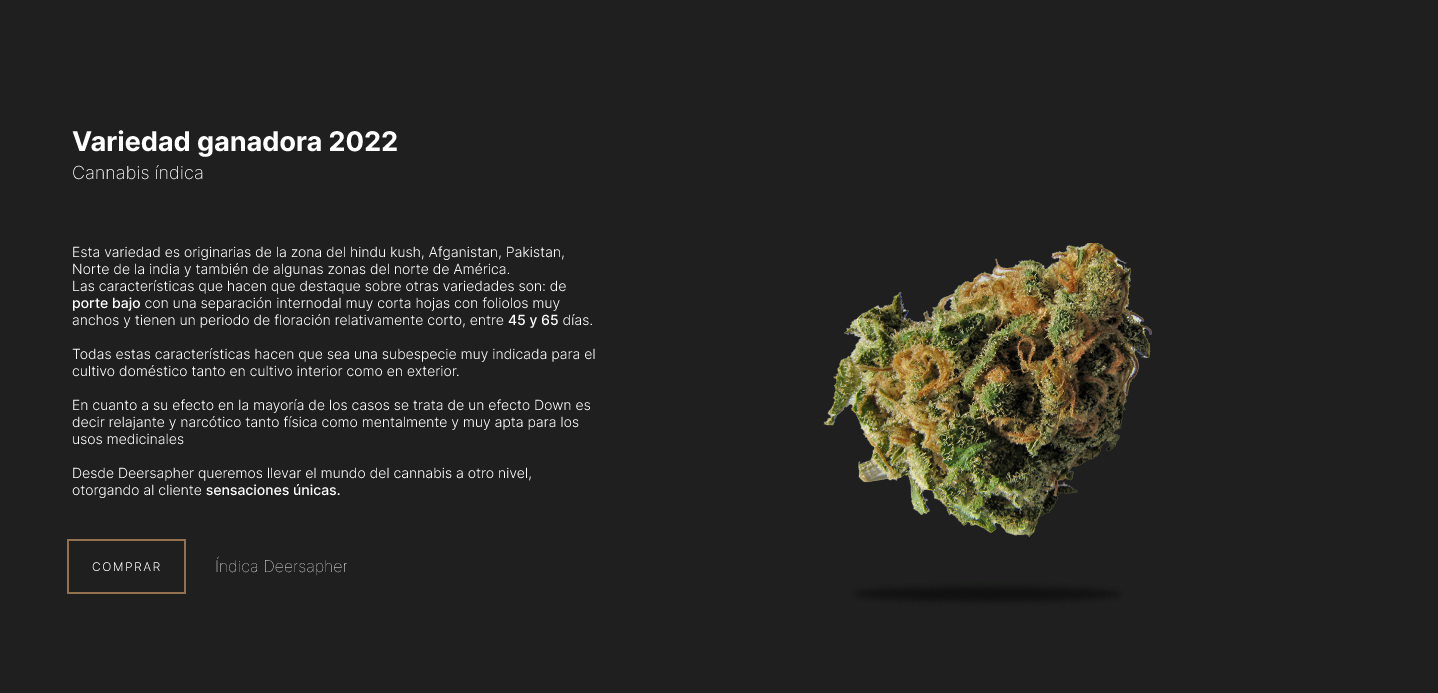 Variedad ganadora 2022
Cannabis índica
Esta variedad es originarias de la zona del hindu kush, Afganistan, Pakistan,
Norte de la india y también de algunas zonas del norte de América.
Las características que hacen que destaque sobre otras variedades son: de
porte bajo con una separación internodal muy corta hojas con foliolos muy
anchos y tienen un periodo de floración relativamente corto, entre 45 y 65 días.
Todas estas características hacen que sea una subespecie muy indicada para el
cultivo doméstico tanto en cultivo interior como en exterior.
En cuanto a su efecto en la mayoría de los casos se trata de un efecto Down es
decir relajante y narcótico tanto física como mentalmente y muy apta para los
usos medicinales
Desde Deersapher queremos llevar el mundo del cannabis a otro nivel,
otorgando al cliente sensaciones únicas.
COMPRAR
Índica Deersapher